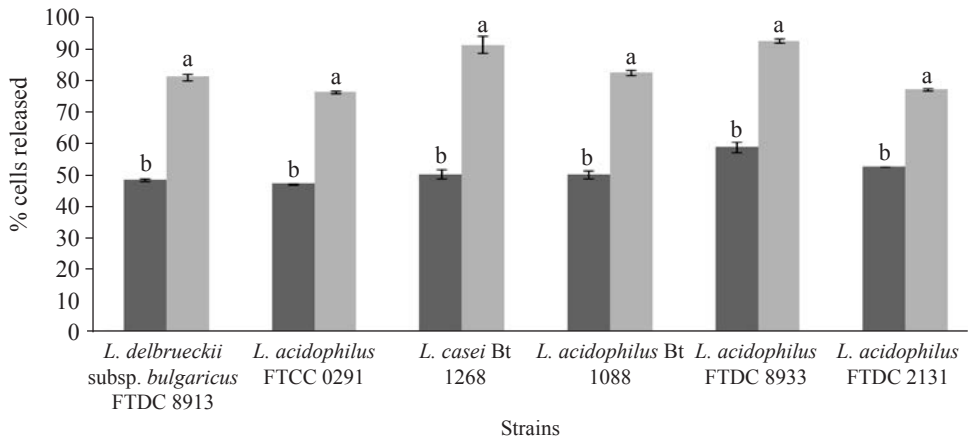 100
90
80
70
60
50
40
30
20
10
0
% cells released
a
b
a
b
a
b
a
b
a
b
a
b
L. delbrueckii
subsp. bulgaricus
FTDC 8913
L. acidophilus
FTCC 0291
L. casei Bt
1268
L. acidophilus Bt
1088
L. acidophilus
FTDC 8933
L. acidophilus
FTDC 2131
Strains